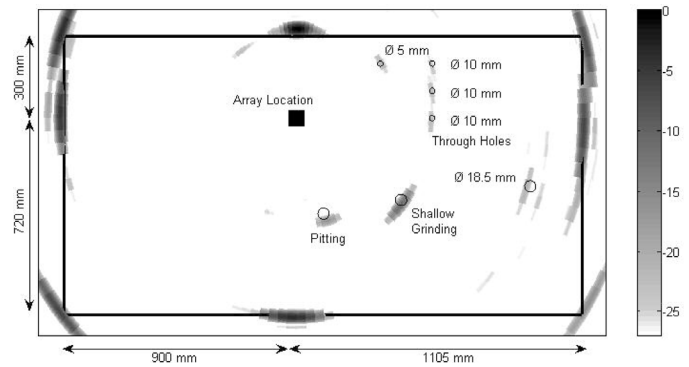 0
Ø 5 mm
Ø 10 mm
-5
300 mm
Array Location
Ø 10 mm
Ø 10 mm
Through Holes
-10
Ø 18.5 mm
-15
720 mm
Shallow
Grinding
Pitting
-20
-25
900 mm
1105 mm